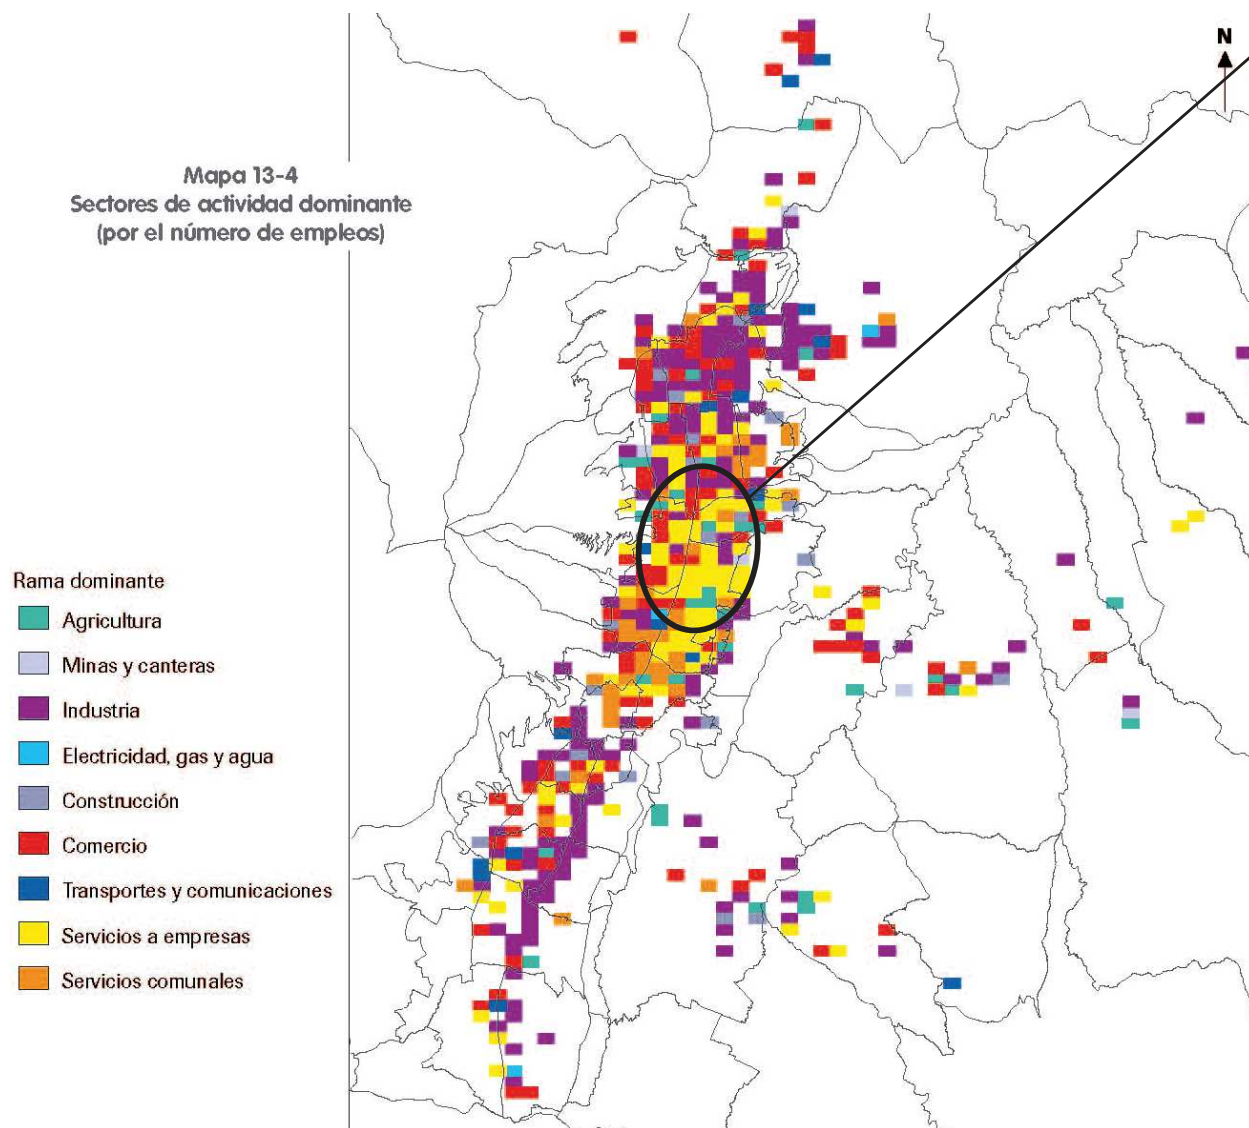 N
Mapa 13-4
Sectores de actividad dominante
(por el número de empleos)
Rama dominante
Agricultura
Minas y canteras
Industria
Electricidad, gas y agua
Construcción
Comercio
Transportes y comunicaciones
Servicios a empresas
Servicios comunales